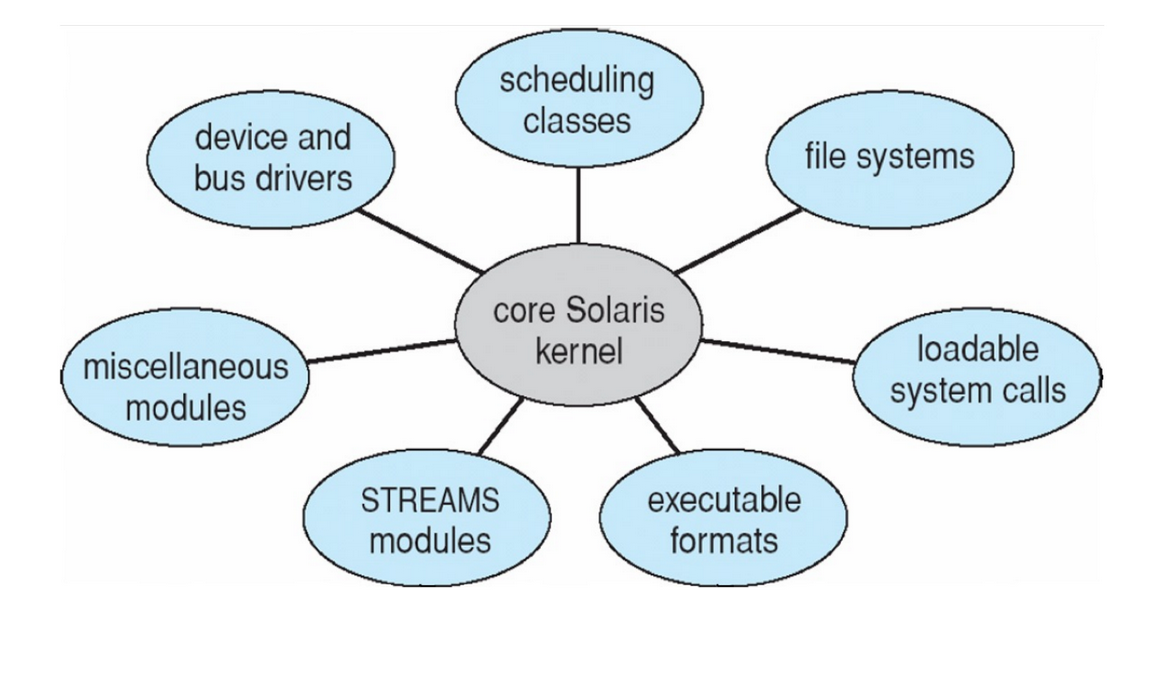 scheduling
classes
device and
bus drivers
file systems
core Solaris
kernel
miscellaneous
modules
loadable
system calls
STREAMS
modules
executable
formats